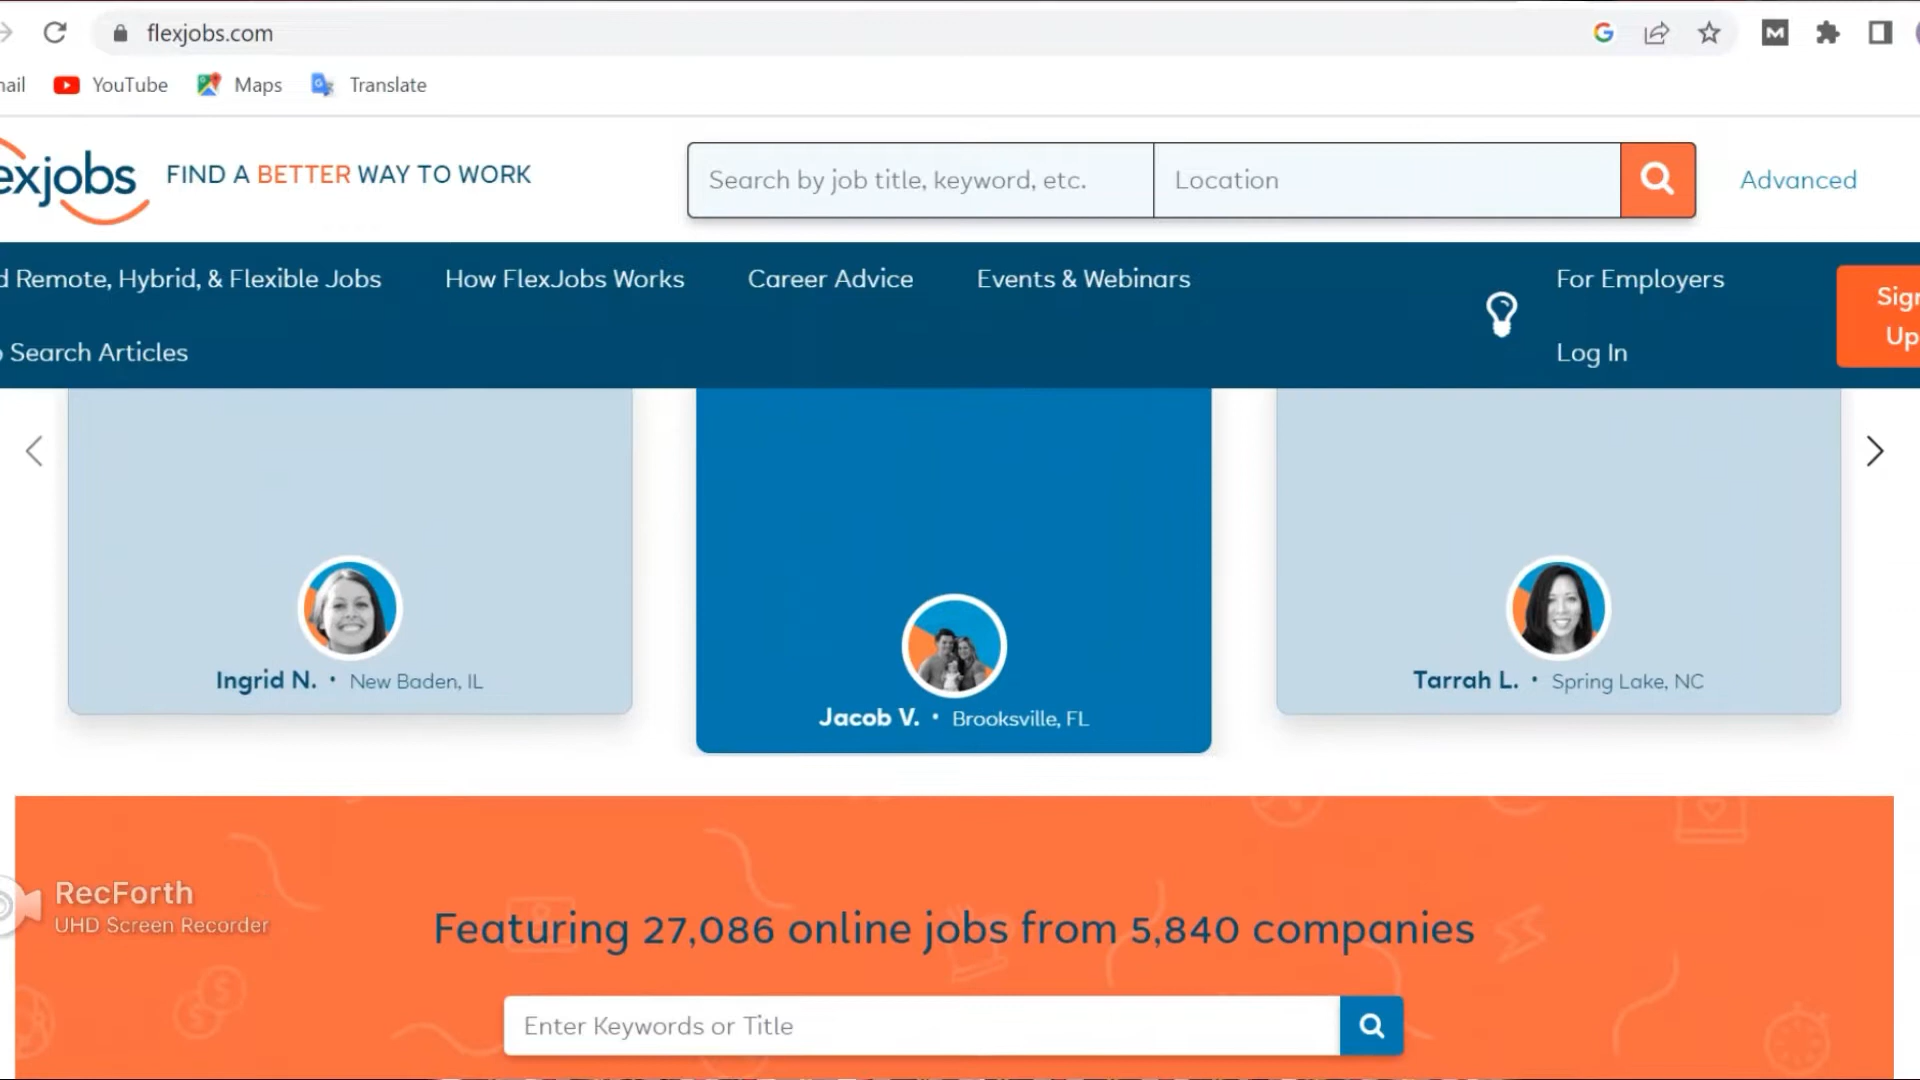 flexjobs.com
ail YouTube Maps Translate
exjobs FIND A BETTER WAY TO WORK
Search by job title, keyword, etc. Location Advanced
d Remote, Hybrid, & Flexible Jobs How FlexJobs Works Career Advice Events & Webinars For Employers
Sign
Up
Search Articles Log In
Ingrid N. • New Baden, IL
Jacob V. • Brooksville, FL
Tarrah L. • Spring Lake, NC
RecForth
UHD Screen Recorder
Featuring 27,086 online jobs from 5,840 companies
Enter Keywords or Title